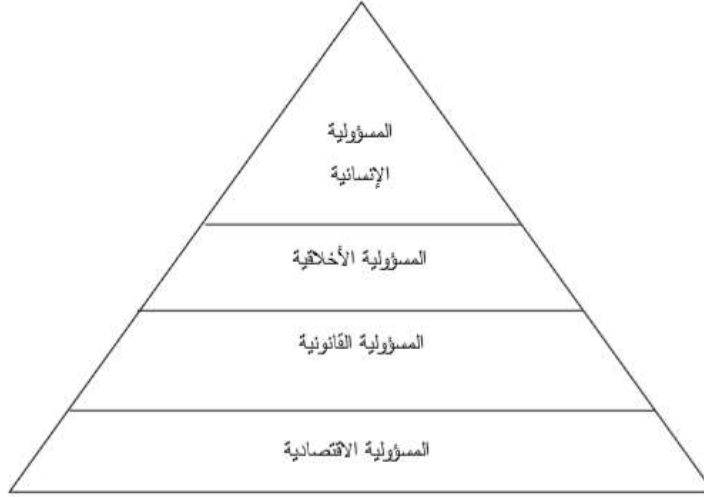 المسؤولية
الإنسانية
المسؤولية الأخلاقية
المسؤولية القانونية
المسؤولية الاقتصادية